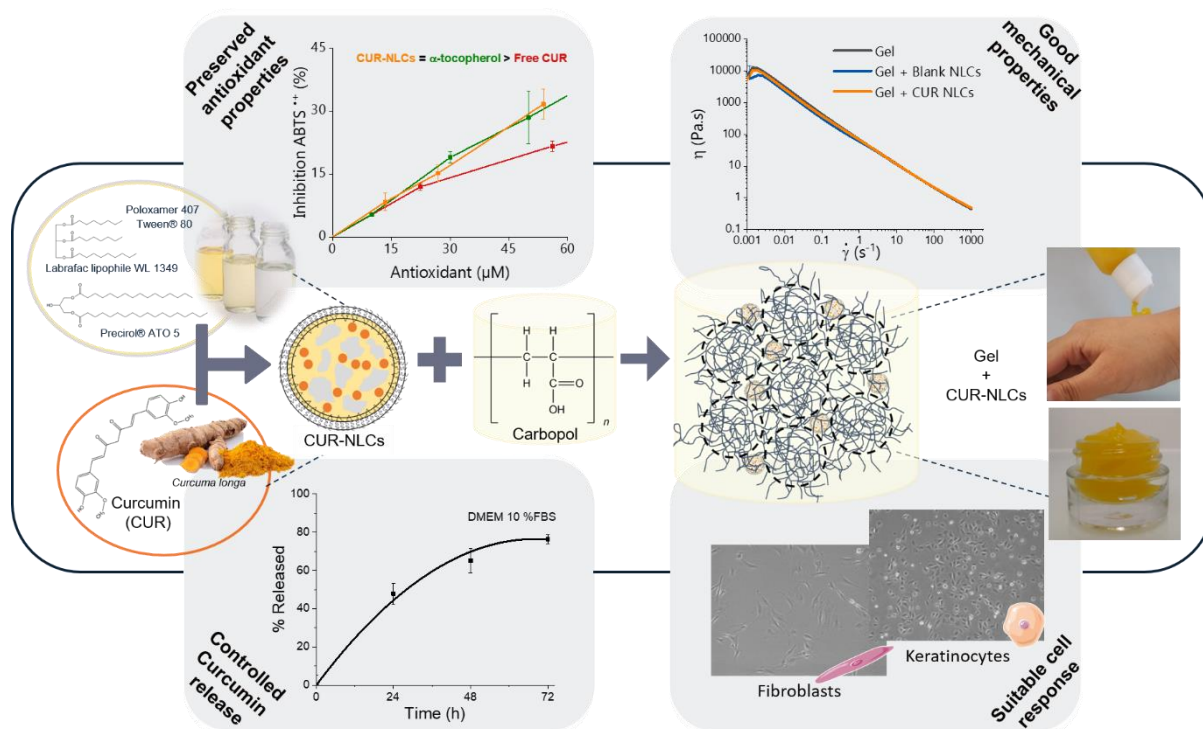 Preserved
antioxidant
properties
45
30
15
0
Inhibition ABTS •+ (%)
CUR-NLCs = α-tocopherol > Free CUR
0 15 30 45 60
Antioxidant (µM)
Good
mechanical
properties
100000
10000
1000
100
10
1
0.1
η (Pa.s)
Gel
Gel + Blank NLCs
Gel + CUR NLCs
0.001 0.01 0.1 1 10 100 1000
γ̇ (s⁻¹)
Poloxamer 407
Tween® 80
Labrafac lipophile WL 1349
Precirol® ATO 5
Curcuma longa
Curcumin
(CUR)
CUR-NLCs
H H
C C
H C=O
OH
n
Carbopol
Gel
+
CUR-NLCs
Controlled
Curcumin
release
100
80
60
40
20
0
% Released
DMEM 10 %FBS
0 24 48 72
Time (h)
Fibroblasts
Keratinocytes
Suitable cell
response